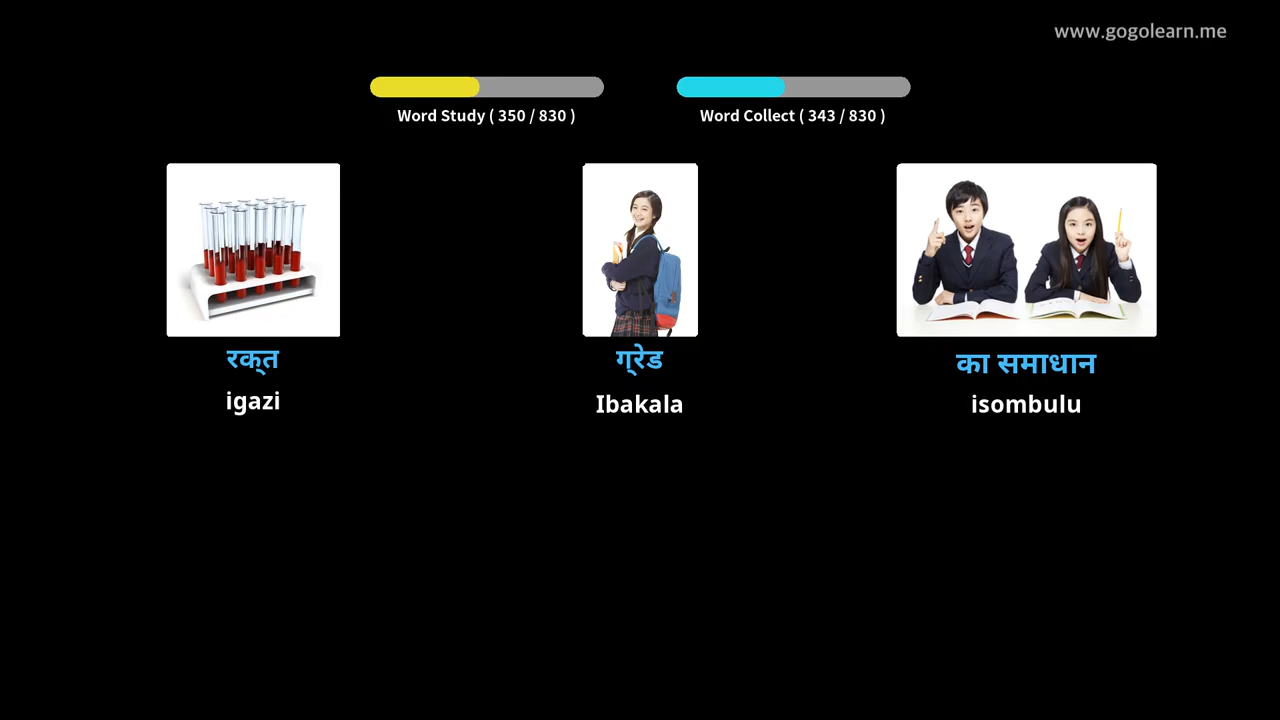 www.gogolearn.me
Word Study ( 350 / 830 )
Word Collect ( 343 / 830 )
रक्त
igazi
ग्रेड
Ibakala
का समाधान
isombulu